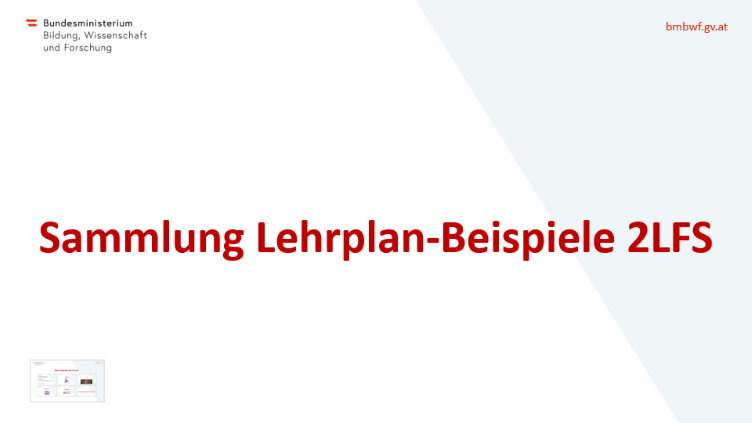 Bundesministerium
Bildung, Wissenschaft
und Forschung
bmbwf.gv.at
Sammlung Lehrplan-Beispiele 2LFS